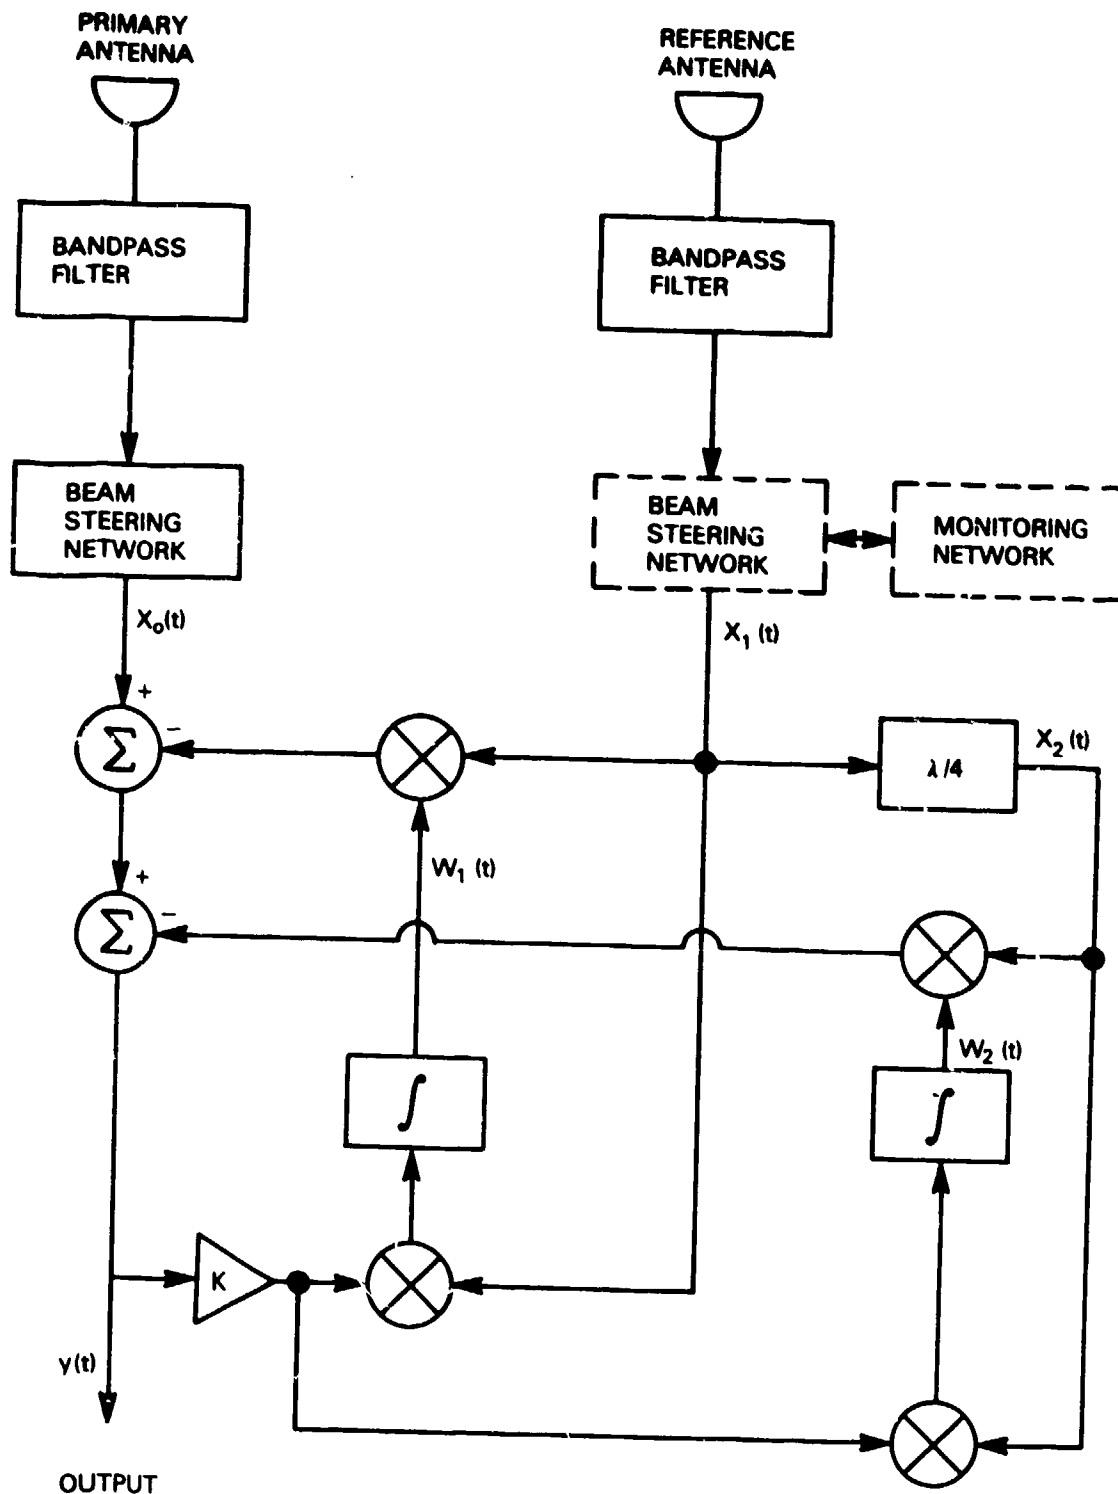 PRIMARY
ANTENNA
REFERENCE
ANTENNA
BANDPASS
FILTER
BANDPASS
FILTER
BEAM
STEERING
NETWORK
BEAM
STEERING
NETWORK
MONITORING
NETWORK
X₀(t)
X₁ (t)
+
Σ
−
λ/4
X₂ (t)
W₁ (t)
+
Σ
−
W₂ (t)
∫
∫
K
y(t)
OUTPUT